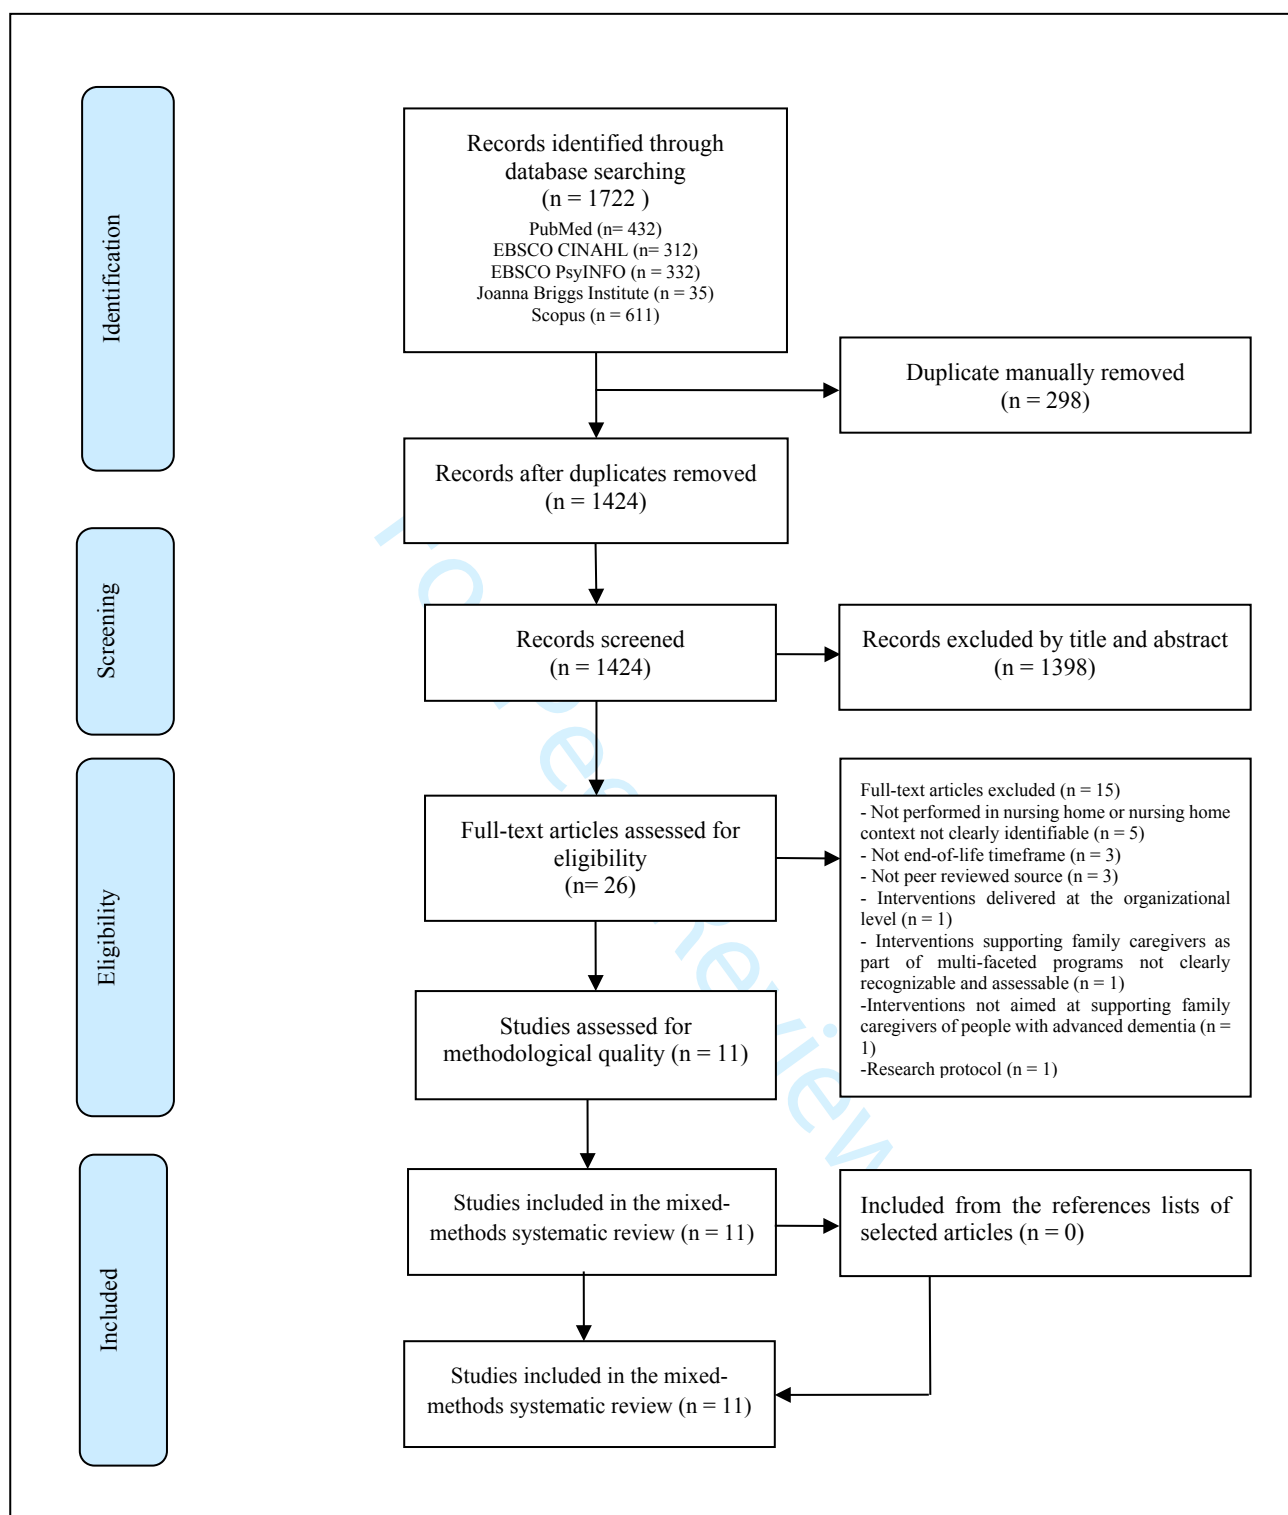 Identification
Records identified through
database searching
(n = 1722 )
PubMed (n= 432)
EBSCO CINAHL (n= 312)
EBSCO PsyINFO (n = 332)
Joanna Briggs Institute (n = 35)
Scopus (n = 611)
Duplicate manually removed
(n = 298)
Records after duplicates removed
(n = 1424)
Screening
Records screened
(n = 1424)
Records excluded by title and abstract
(n = 1398)
Eligibility
Full-text articles assessed for
eligibility
(n= 26)
Full-text articles excluded (n = 15)
- Not performed in nursing home or nursing home
context not clearly identifiable (n = 5)
- Not end-of-life timeframe (n = 3)
- Not peer reviewed source (n = 3)
- Interventions delivered at the organizational
level (n = 1)
- Interventions supporting family caregivers as
part of multi-faceted programs not clearly
recognizable and assessable (n = 1)
-Interventions not aimed at supporting family
caregivers of people with advanced dementia (n =
1)
-Research protocol (n = 1)
Studies assessed for
methodological quality (n = 11)
Included
Studies included in the mixed-
methods systematic review (n = 11)
Included from the references lists of
selected articles (n = 0)
Studies included in the mixed-
methods systematic review (n = 11)